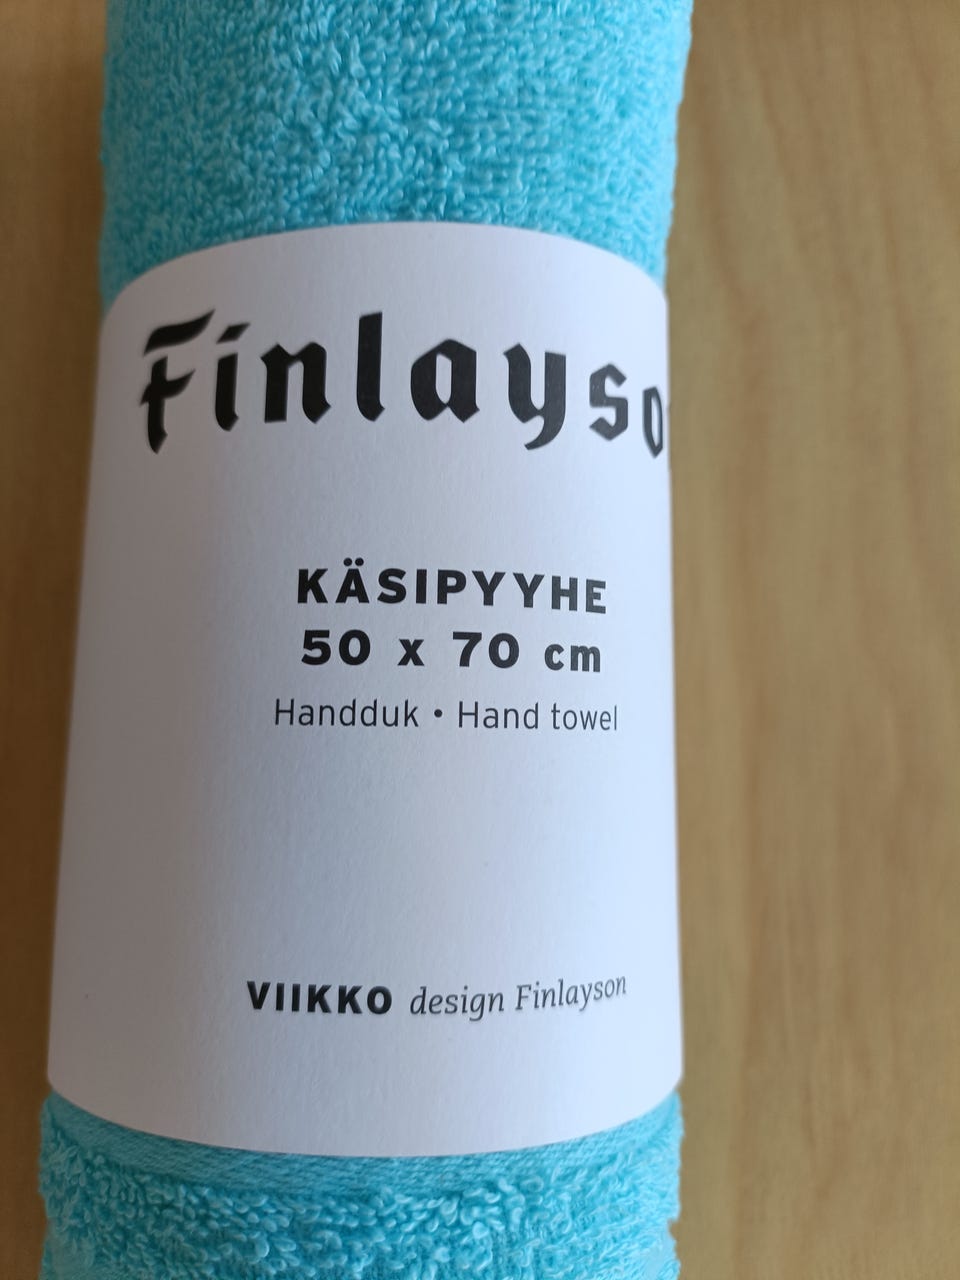 Finlayso
KÄSIPYYHE
50 x 70 cm
Handduk • Hand towel
VIIKKO design Finlayson